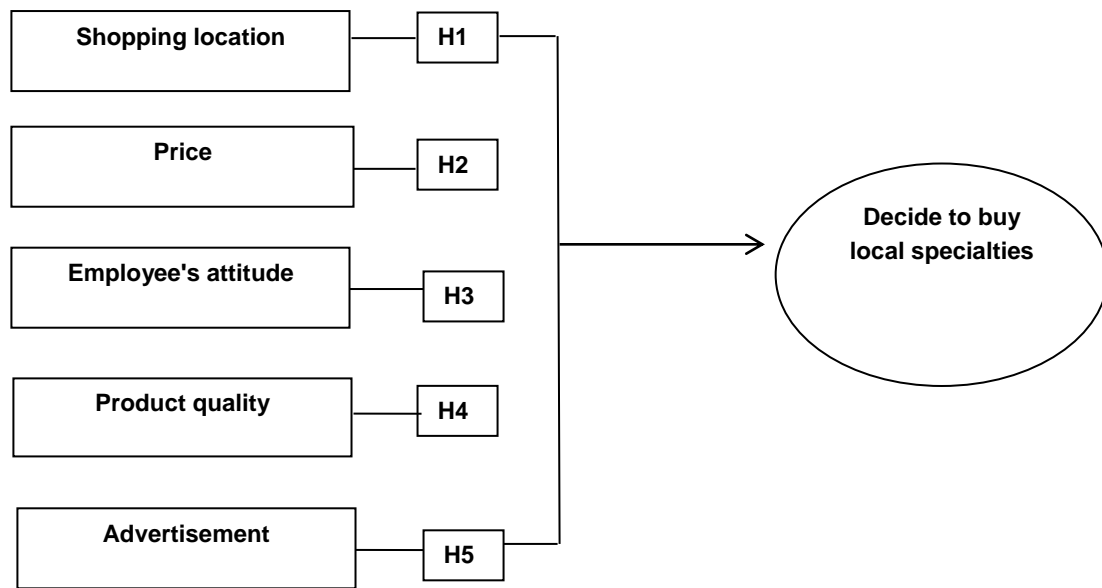 Shopping location
H1
Price
H2
Employee's attitude
H3
Product quality
H4
Advertisement
H5
Decide to buy
local specialties